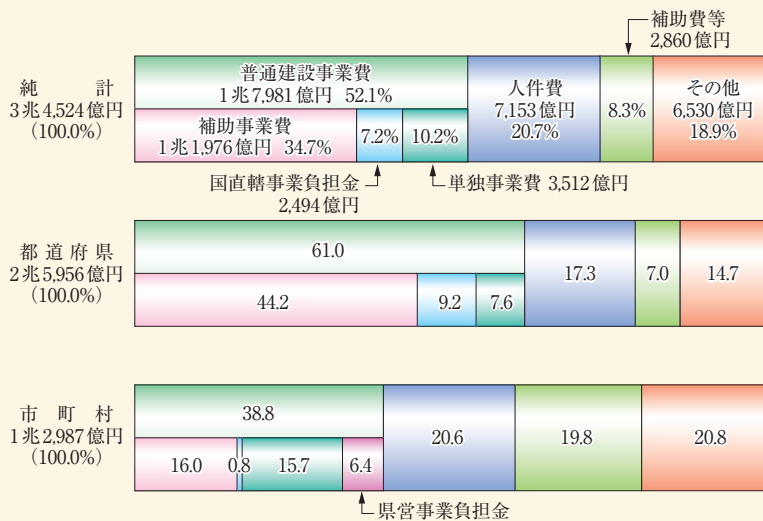 補助費等
2,860億円
純計
3兆4,524億円
(100.0%)
普通建設事業費
1兆7,981億円 52.1%
補助事業費
1兆1,976億円 34.7%
7.2%
10.2%
人件費
7,153億円
20.7%
8.3%
その他
6,530億円
18.9%
国直轄事業負担金
2,494億円
単独事業費 3,512億円
都道府県
2兆5,956億円
(100.0%)
61.0
44.2
9.2
7.6
17.3
7.0
14.7
市町村
1兆2,987億円
(100.0%)
38.8
16.0
0.8
15.7
6.4
20.6
19.8
20.8
県営事業負担金